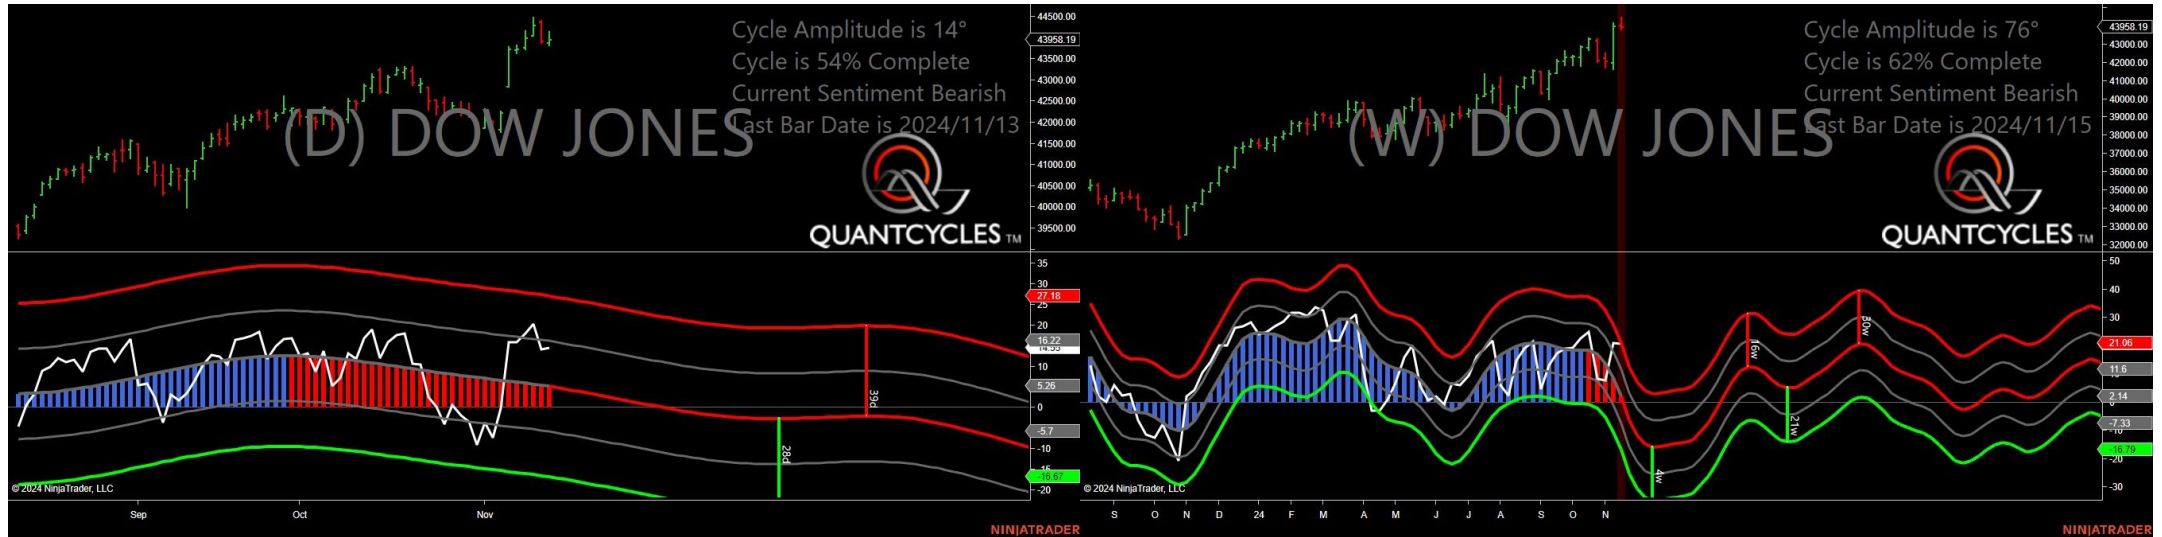 Cycle Amplitude is 14°
Cycle is 54% Complete
Current Sentiment Bearish
Last Bar Date is 2024/11/13
(D) DOW JONES
QUANTCYCLES TM
44500.00
43958.19
43500.00
43000.00
42500.00
42000.00
41500.00
41000.00
40500.00
40000.00
39500.00
35
30
27.18
25
20
16.22
14.55
10
5.26
0
-5.7
-10
-15
-16.67
-20
39d
28d
© 2024 NinjaTrader, LLC
Sep
Oct
Nov
NINJATRADER
Cycle Amplitude is 76°
Cycle is 62% Complete
Current Sentiment Bearish
Last Bar Date is 2024/11/15
(W) DOW JONES
QUANTCYCLES TM
43958.19
43000.00
42000.00
41000.00
40000.00
39000.00
38000.00
37000.00
36000.00
35000.00
34000.00
33000.00
32000.00
50
40
30
21.06
11.6
2.14
-7.33
-10
-16.79
-20
-30
16w
30w
21w
4w
© 2024 NinjaTrader, LLC
S O N D 24 F M A M J J A S O N
NINJATRADER